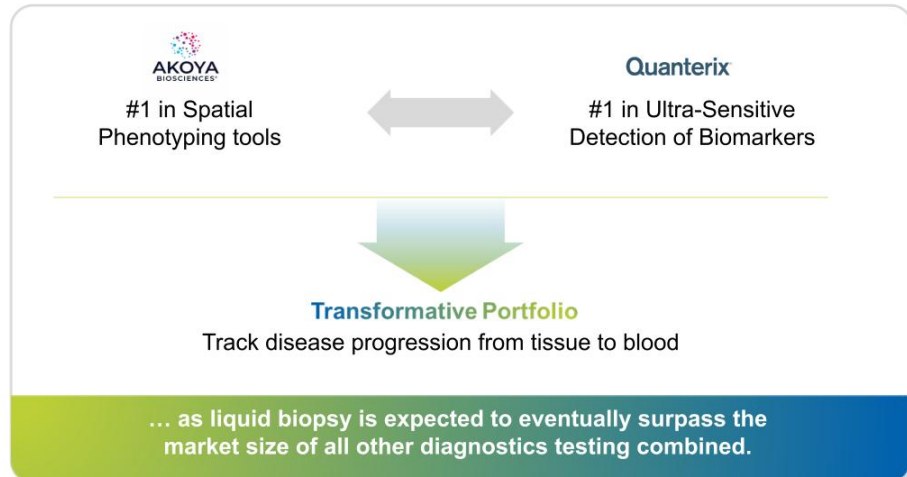 AKOYA
BIOSCIENCES®
#1 in Spatial
Phenotyping tools
Quanterix
#1 in Ultra-Sensitive
Detection of Biomarkers
Transformative Portfolio
Track disease progression from tissue to blood
... as liquid biopsy is expected to eventually surpass the
market size of all other diagnostics testing combined.